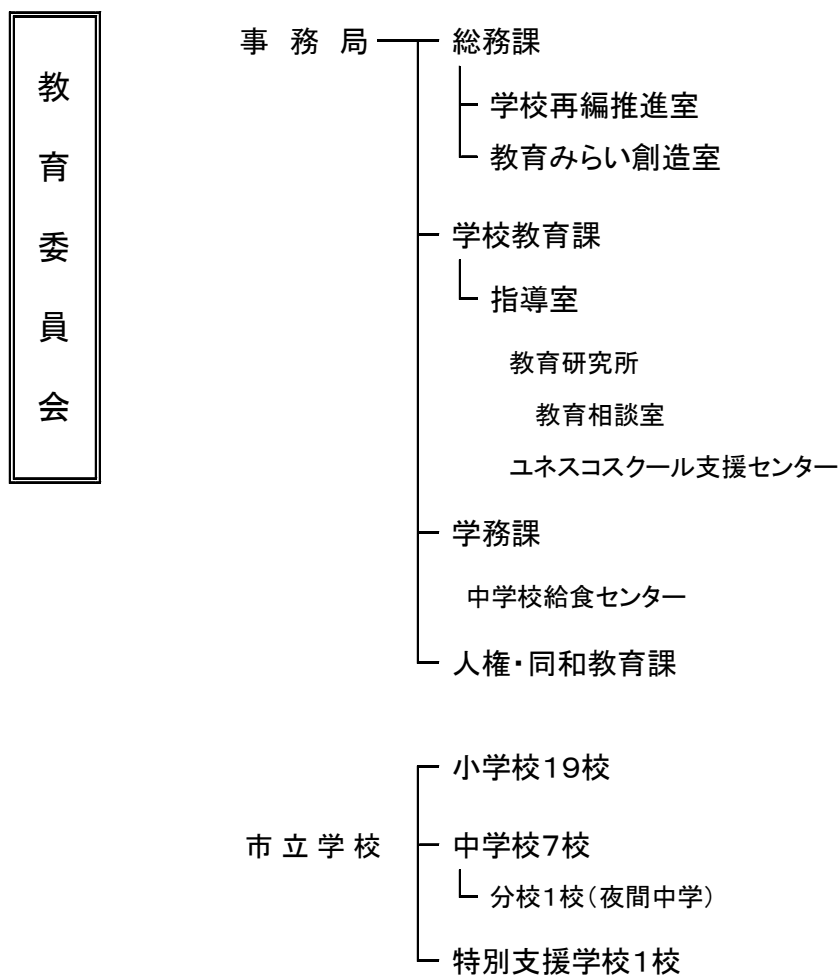 教育委員会
事務局
総務課
学校再編推進室
教育みらい創造室
学校教育課
指導室
教育研究所
教育相談室
ユネスコスクール支援センター
学務課
中学校給食センター
人権・同和教育課
市立学校
小学校19校
中学校7校
分校1校(夜間中学)
特別支援学校1校